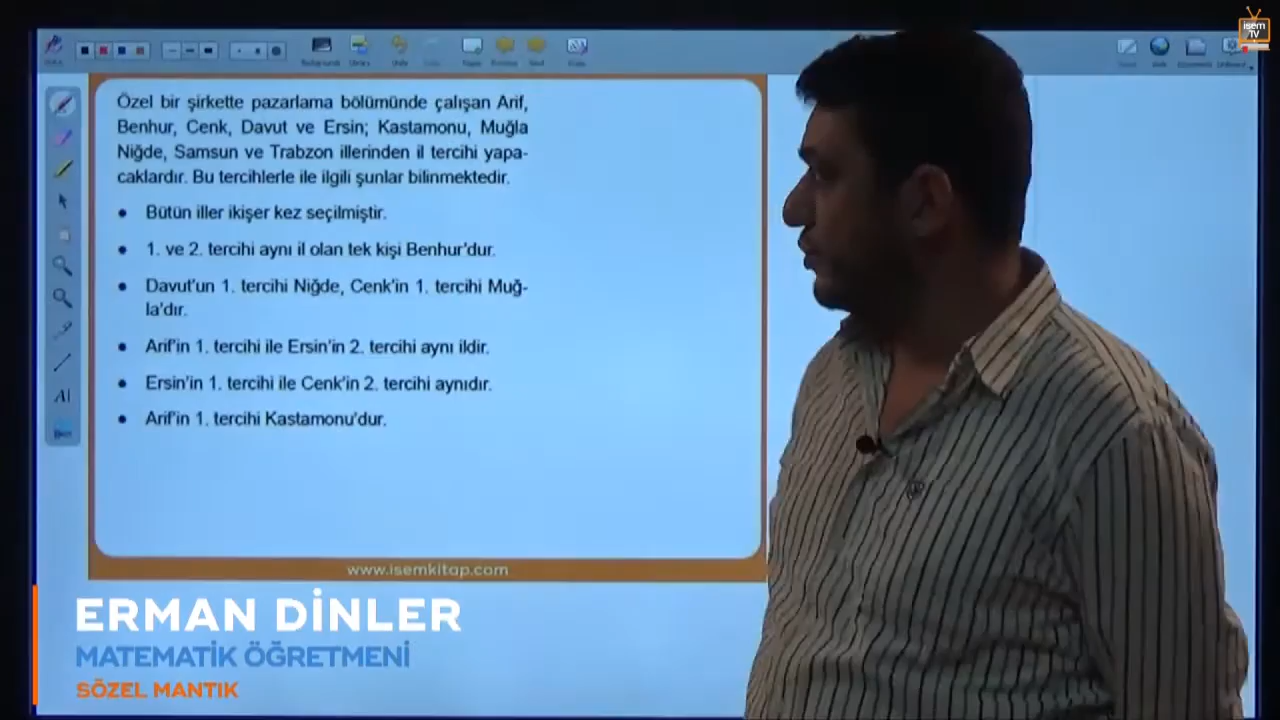 isem
TV
Özel bir şirkette pazarlama bölümünde çalışan Arif,
Benhur, Cenk, Davut ve Ersin; Kastamonu, Muğla
Niğde, Samsun ve Trabzon illerinden il tercihi yapa-
caklardır. Bu tercihlerle ile ilgili şunlar bilinmektedir.
• Bütün iller ikişer kez seçilmiştir.
• 1. ve 2. tercihi aynı il olan tek kişi Benhur'dur.
• Davut'un 1. tercihi Niğde, Cenk'in 1. tercihi Muğ-
la'dır.
• Arif'in 1. tercihi ile Ersin'in 2. tercihi aynı ildir.
• Ersin'in 1. tercihi ile Cenk'in 2. tercihi aynıdır.
• Arif'in 1. tercihi Kastamonu'dur.
www.isemkitap.com
ERMAN DİNLER
MATEMATİK ÖĞRETMENİ
SÖZEL MANTIK